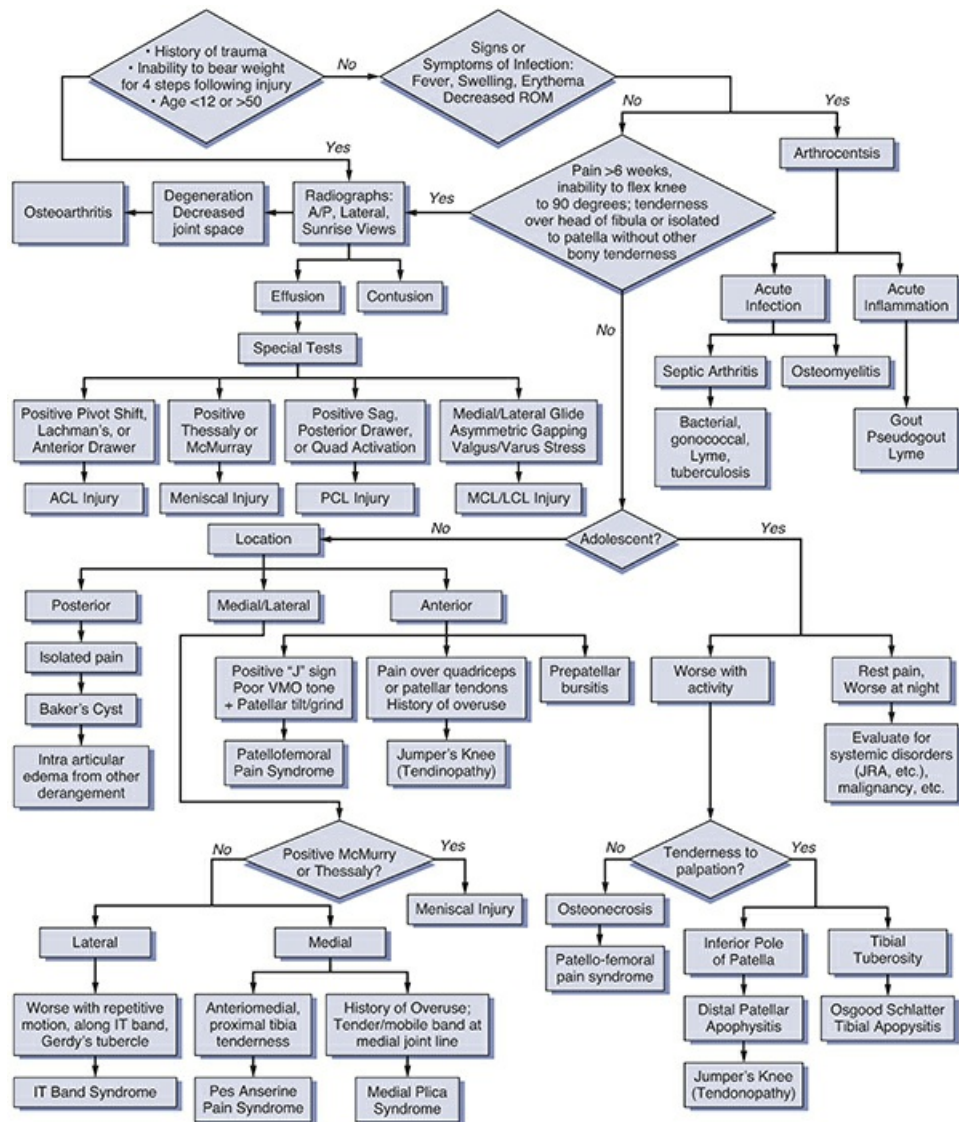 • History of trauma
• Inability to bear weight
for 4 steps following injury
• Age <12 or >50
No
Signs or
Symptoms of Infection:
Fever, Swelling, Erythema
Decreased ROM
No
Yes
Yes
Arthrocentsis
Pain >6 weeks,
inability to flex knee
to 90 degrees; tenderness
over head of fibula or isolated
to patella without other
bony tenderness
Yes
Radiographs:
A/P, Lateral,
Sunrise Views
Degeneration
Decreased
joint space
Osteoarthritis
Effusion
Contusion
Acute
Infection
Acute
Inflammation
No
Special Tests
Septic Arthritis
Osteomyelitis
Positive Pivot Shift,
Lachman's, or
Anterior Drawer
Positive
Thessaly or
McMurray
Positive Sag,
Posterior Drawer,
or Quad Activation
Medial/Lateral Glide
Asymmetric Gapping
Valgus/Varus Stress
Bacterial,
gonococcal,
Lyme,
tuberculosis
Gout
Pseudogout
Lyme
ACL Injury
Meniscal Injury
PCL Injury
MCL/LCL Injury
No
Adolescent?
Yes
Location
Posterior
Medial/Lateral
Anterior
Isolated pain
Baker's Cyst
Intra articular
edema from other
derangement
Positive "J" sign
Poor VMO tone
+ Patellar tilt/grind
Pain over quadriceps
or patellar tendons
History of overuse
Prepatellar
bursitis
Worse with
activity
Rest pain,
Worse at night
Patellofemoral
Pain Syndrome
Jumper's Knee
(Tendinopathy)
Evaluate for
systemic disorders
(JRA, etc.),
malignancy, etc.
No
Positive McMurry
or Thessaly?
Yes
Meniscal Injury
No
Tenderness to
palpation?
Yes
Osteonecrosis
Patello-femoral
pain syndrome
Lateral
Medial
Inferior Pole
of Patella
Tibial
Tuberosity
Worse with repetitive
motion, along IT band,
Gerdy's tubercle
Anteriomedial,
proximal tibia
tenderness
History of Overuse;
Tender/mobile band at
medial joint line
Distal Patellar
Apophysitis
Osgood Schlatter
Tibial Apopysitis
IT Band Syndrome
Pes Anserine
Pain Syndrome
Medial Plica
Syndrome
Jumper's Knee
(Tendonopathy)